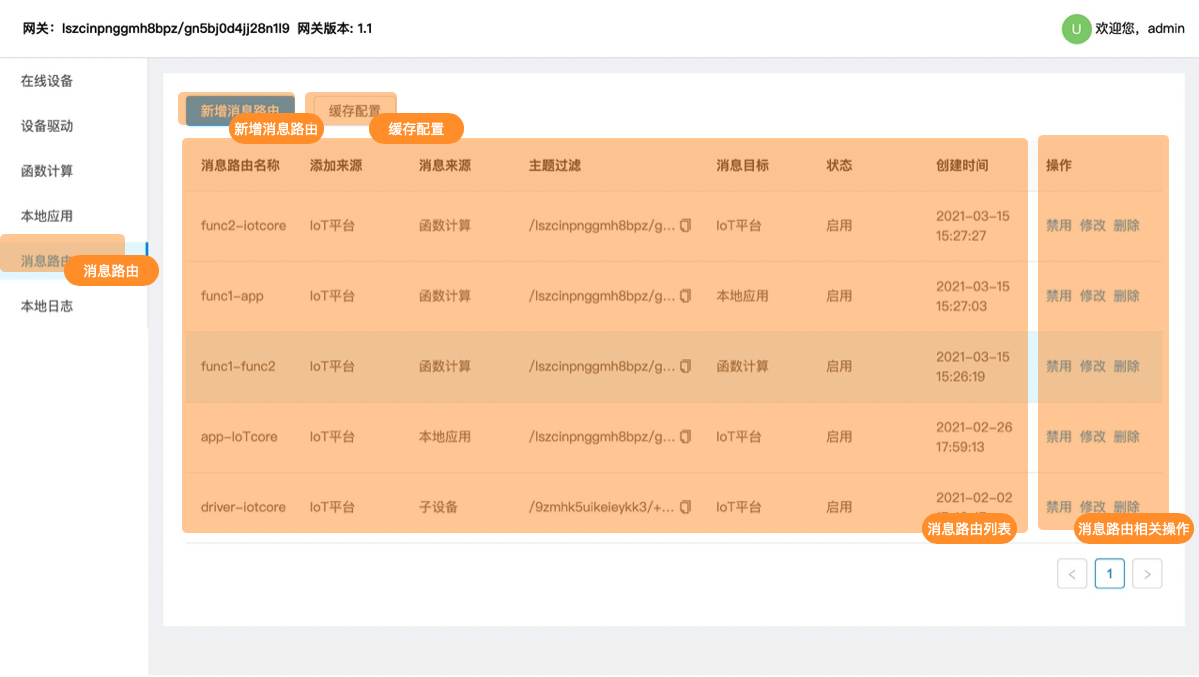 网关：lszcinpnggmh8bpz/gn5bj0d4jj28n1l9 网关版本: 1.1
U 欢迎您，admin
在线设备
设备驱动
函数计算
本地应用
消息路由
消息路由
本地日志
新增消息路由 缓存配置
新增消息路由 缓存配置
消息路由名称 添加来源 消息来源 主题过滤 消息目标 状态 创建时间 操作
func2-iotcore IoT平台 函数计算 /lszcinpnggmh8bpz/g... IoT平台 启用 2021-03-15 15:27:27 禁用 修改 删除
func1-app IoT平台 函数计算 /lszcinpnggmh8bpz/g... 本地应用 启用 2021-03-15 15:27:03 禁用 修改 删除
func1-func2 IoT平台 函数计算 /lszcinpnggmh8bpz/g... 函数计算 启用 2021-03-15 15:26:19 禁用 修改 删除
app-IoTcore IoT平台 本地应用 /lszcinpnggmh8bpz/g... IoT平台 启用 2021-02-26 17:59:13 禁用 修改 删除
driver-iotcore IoT平台 子设备 /9zmhk5uikeieykk3/+... IoT平台 启用 2021-02-02 禁用 修改 删除
消息路由列表 消息路由相关操作
< 1 >